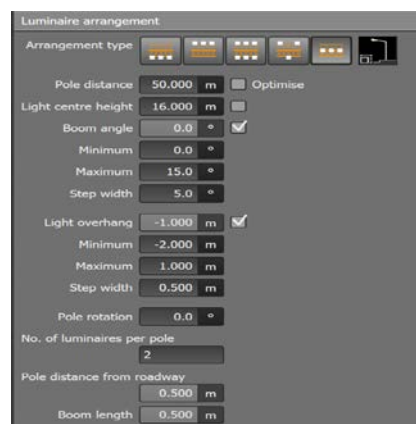 Luminaire arrangement
Arrangement type
Pole distance 50.000 m Optimise
Light centre height 16.000 m
Boom angle 0.0 °
Minimum 0.0 °
Maximum 15.0 °
Step width 5.0 °
Light overhang -1.000 m
Minimum -2.000 m
Maximum 1.000 m
Step width 0.500 m
Pole rotation 0.0 °
No. of luminaires per pole
2
Pole distance from roadway
0.500 m
Boom length 0.500 m